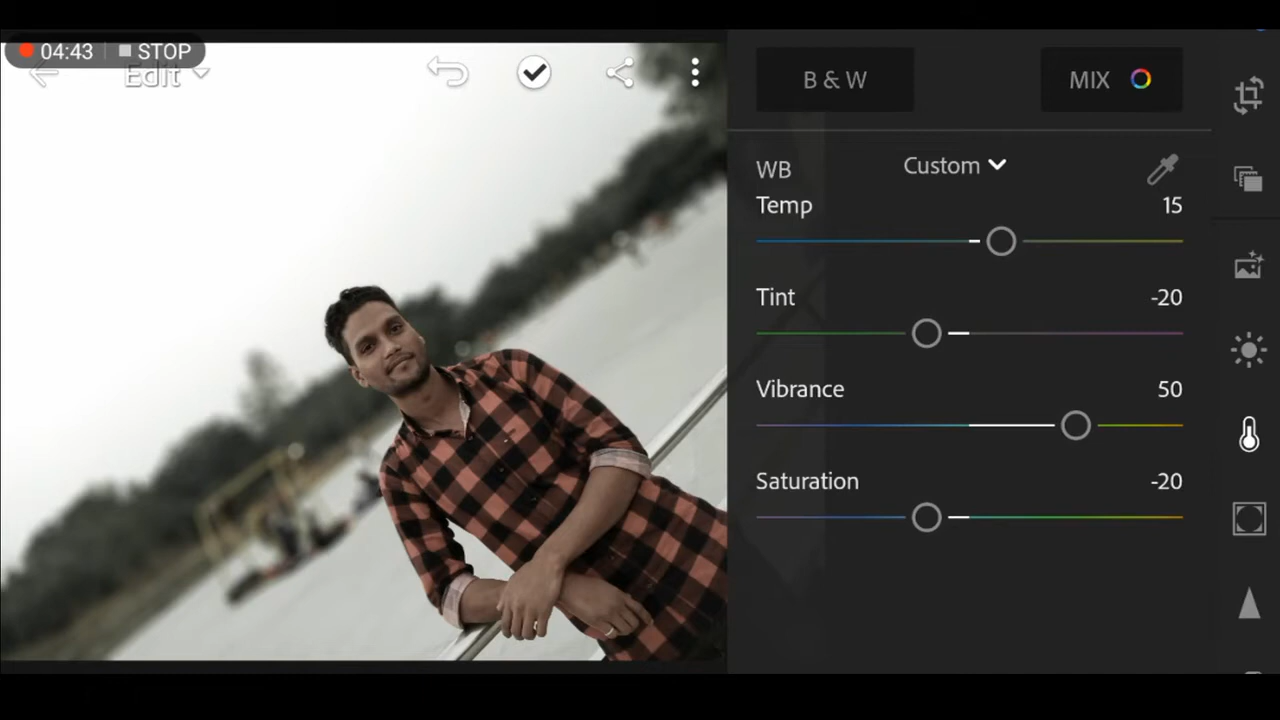 04:43 STOP
Edit
B & W
MIX
WB
Custom
Temp
15
Tint
-20
Vibrance
50
Saturation
-20